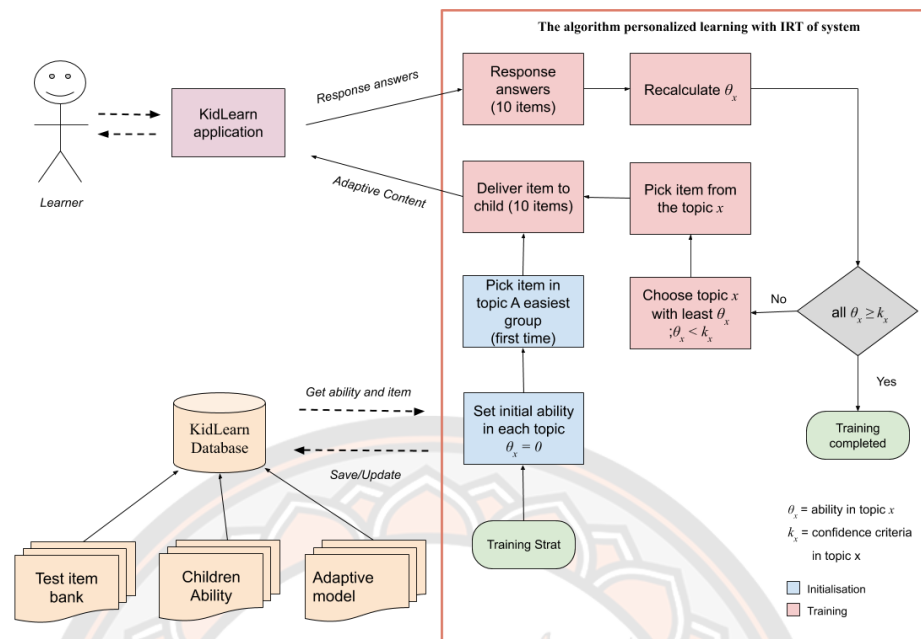 The algorithm personalized learning with IRT of system
Learner
KidLearn
application
Response answers
Adaptive Content
Response
answers
(10 items)
Recalculate θx
Deliver item to
child (10 items)
Pick item from
the topic x
Pick item in
topic A easiest
group
(first time)
Choose topic x
with least θx
;θx < kx
No
all θx ≥ kx
Yes
Training
completed
Get ability and item
Save/Update
Set initial ability
in each topic
θx = 0
KidLearn
Database
Training Strat
Test item
bank
Children
Ability
Adaptive
model
θx = ability in topic x
kx = confidence criteria
in topic x
Initialisation
Training